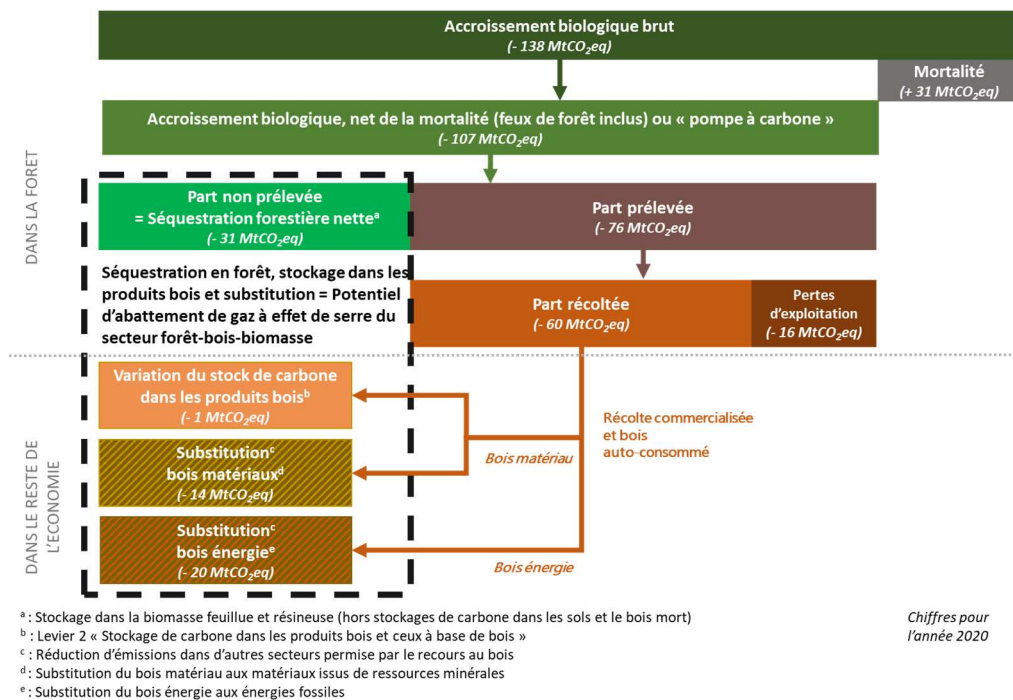 Accroissement biologique brut
(- 138 MtCO₂eq)
Mortalité
(+ 31 MtCO₂eq)
Accroissement biologique, net de la mortalité (feux de forêt inclus) ou « pompe à carbone »
(- 107 MtCO₂eq)
DANS LA FORET
Part non prélevée
= Séquestration forestière netteᵃ
(- 31 MtCO₂eq)
Part prélevée
(- 76 MtCO₂eq)
Séquestration en forêt, stockage dans les
produits bois et substitution = Potentiel
d’abattement de gaz à effet de serre du
secteur forêt-bois-biomasse
Part récoltée
(- 60 MtCO₂eq)
Pertes
d’exploitation
(- 16 MtCO₂eq)
DANS LE RESTE DE
L’ECONOMIE
Variation du stock de carbone
dans les produits boisᵇ
(- 1 MtCO₂eq)
Récolte commercialisée
et bois
auto-consommé
Bois matériau
Substitutionᶜ
bois matériauxᵈ
(- 14 MtCO₂eq)
Substitutionᶜ
bois énergieᵉ
(- 20 MtCO₂eq)
Bois énergie
ᵃ : Stockage dans la biomasse feuillue et résineuse (hors stockages de carbone dans les sols et le bois mort)
ᵇ : Levier 2 « Stockage de carbone dans les produits bois et ceux à base de bois »
ᶜ : Réduction d’émissions dans d’autres secteurs permise par le recours au bois
ᵈ : Substitution du bois matériau aux matériaux issus de ressources minérales
ᵉ : Substitution du bois énergie aux énergies fossiles
Chiffres pour
l’année 2020